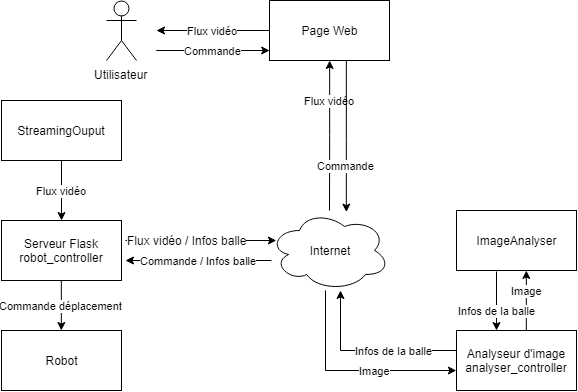 Flux vidéo
Commande
Page Web
Utilisateur
Flux vidéo
StreamingOuput
Commande
Flux vidéo
Serveur Flask
robot_controller
Flux vidéo / Infos balle
Commande / Infos balle
Internet
ImageAnalyser
Image
Infos de la balle
Commande déplacement
Robot
Infos de la balle
Image
Analyseur d'image
analyser_controller